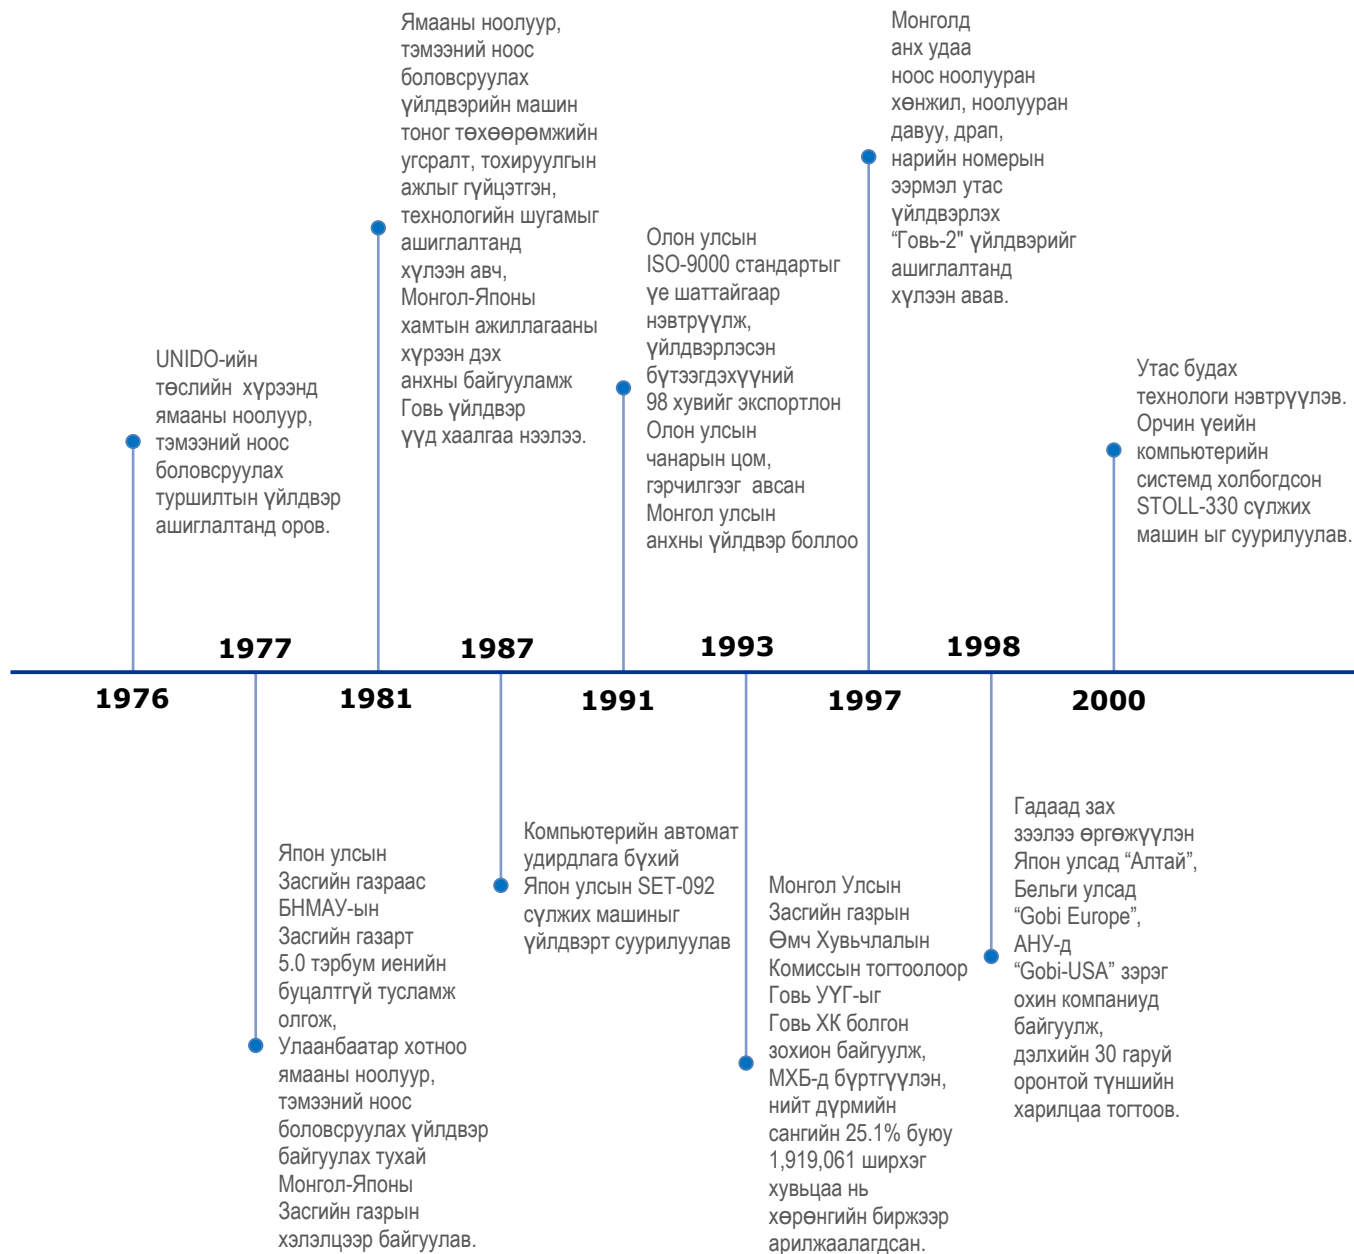 1976
UNIDO-ийн
төслийн хүрээнд
ямааны ноолуур,
тэмээний ноос
боловсруулах
туршилтын үйлдвэр
ашиглалтанд оров.
1977
Япон улсын
Засгийн газраас
БНМАУ-ын
Засгийн газарт
5.0 тэрбум иенийн
буцалтгүй тусламж
олгож,
Улаанбаатар хотноо
ямааны ноолуур,
тэмээний ноос
боловсруулах үйлдвэр
байгуулах тухай
Монгол-Японы
Засгийн газрын
хэлэлцээр байгуулав.
1981
Ямааны ноолуур,
тэмээний ноос
боловсруулах
үйлдвэрийн машин
тоног төхөөрөмжийн
угсралт, тохируулгын
ажлыг гүйцэтгэн,
технологийн шугамыг
ашиглалтанд
хүлээн авч,
Монгол-Японы
хамтын ажиллагааны
хүрээн дэх
анхны байгууламж
Говь үйлдвэр
үүд хаалгаа нээлээ.
1987
Компьютерийн автомат
удирдлага бүхий
Япон улсын SET-092
сүлжих машиныг
үйлдвэрт суурилуулав
1991
Олон улсын
ISO-9000 стандартыг
үе шаттайгаар
нэвтрүүлж,
үйлдвэрлэсэн
бүтээгдэхүүний
98 хувийг экспортлон
Олон улсын
чанарын цом,
гэрчилгээг авсан
Монгол улсын
анхны үйлдвэр боллоо
1993
Монгол Улсын
Засгийн газрын
Өмч Хувьчлалын
Комиссын тогтоолоор
Говь УҮГ-ыг
Говь ХК болгон
зохион байгуулж,
МХБ-д бүртгүүлэн,
нийт дүрмийн
сангийн 25.1% буюу
1,919,061 ширхэг
хувьцаа нь
хөрөнгийн биржээр
арилжаалагдсан.
1997
Монголд
анх удаа
ноос ноолууран
хөнжил, ноолууран
давуу, драп,
нарийн номерын
ээрмэл утас
үйлдвэрлэх
“Говь-2" үйлдвэрийг
ашиглалтанд
хүлээн авав.
1998
Гадаад зах
зээлээ өргөжүүлэн
Япон улсад “Алтай”,
Бельги улсад
“Gobi Europe”,
АНУ-д
“Gobi-USA” зэрэг
охин компаниуд
байгуулж,
дэлхийн 30 гаруй
оронтой түншийн
харилцаа тогтоов.
2000
Утас будах
технологи нэвтрүүлэв.
Орчин үеийн
компьютерийн
системд холбогдсон
STOLL-330 сүлжих
машин ыг суурилуулав.